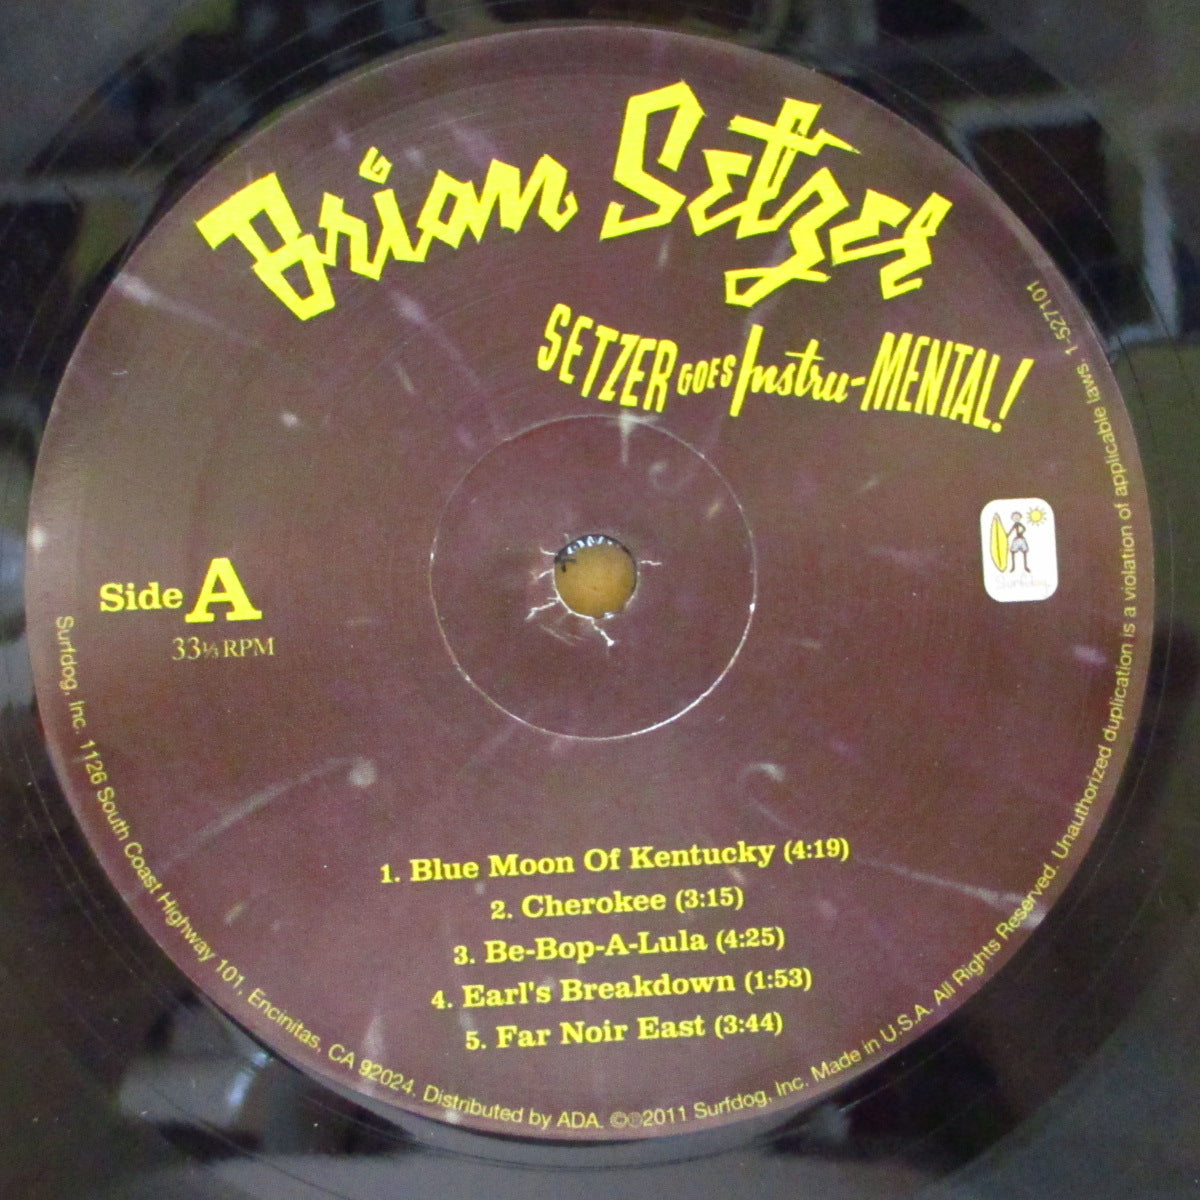 Brian Setzer
SETZER GOES Instru-MENTAL!
Surfdog
Side A
33⅓ RPM
1. Blue Moon Of Kentucky (4:19)
2. Cherokee (3:15)
3. Be-Bop-A-Lula (4:25)
4. Earl's Breakdown (1:53)
5. Far Noir East (3:44)
Surfdog, Inc. 1126 South Coast Highway 101, Encinitas, CA 92024. Distributed by ADA. ©℗2011 Surfdog, Inc. Made in U.S.A. All Rights Reserved. Unauthorized duplication is a violation of applicable laws. 1-527101